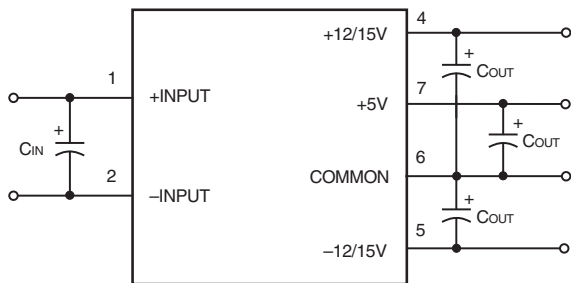 4
+12/15V
+
COUT
1
+INPUT
7
+5V
+
CIN
+
COUT
2
–INPUT
6
COMMON
+
COUT
5
–12/15V